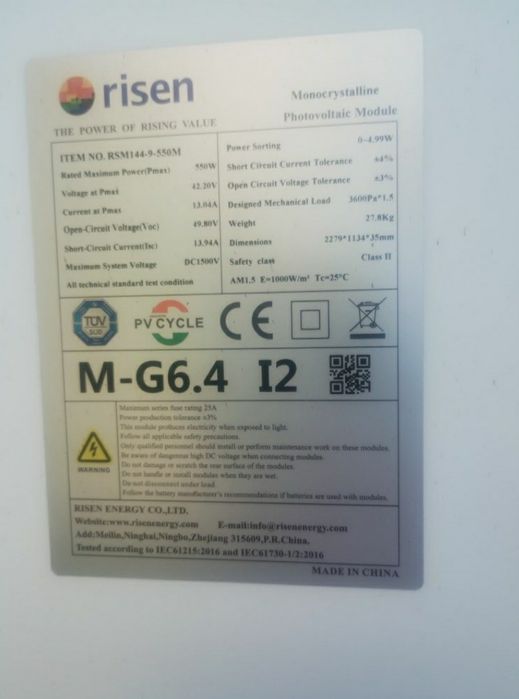 risen
THE POWER OF RISING VALUE
Monocrystalline
Photovoltaic Module
ITEM NO. RSM144-9-550M
Rated Maximum Power(Pmax) 550W
Voltage at Pmax 42.20V
Current at Pmax 13.04A
Open-Circuit Voltage(Voc) 49.80V
Short-Circuit Current(Isc) 13.94A
Maximum System Voltage DC1500V
All technical standard test condition
Power Sorting 0~4.99W
Short Circuit Current Tolerance ±4%
Open Circuit Voltage Tolerance ±3%
Designed Mechanical Load 3600Pa*1.5
Weight 27.8Kg
Dimensions 2279*1134*35mm
Safety class Class II
AM1.5 E=1000W/m² Tc=25°C
TÜV
SÜD
PV CYCLE
CE
M-G6.4 I2
WARNING
Maximum series fuse rating 25A
Power production tolerance ±3%
This module produces electricity when exposed to light.
Follow all applicable safety precautions.
Only qualified personnel should install or perform maintenance work on these modules.
Be aware of dangerous high DC voltage when connecting modules.
Do not damage or scratch the rear surface of the modules.
Do not handle or install modules when they are wet.
Do not disconnect under load.
Follow the battery manufacturer's recommendations if batteries are used with modules.
RISEN ENERGY CO.,LTD.
Website:www.risenenergy.com E-mail:info@risenenergy.com
Add:Meilin,Ninghai,Ningbo,Zhejiang 315609,P.R.China.
Tested according to IEC61215:2016 and IEC61730-1/2:2016
MADE IN CHINA